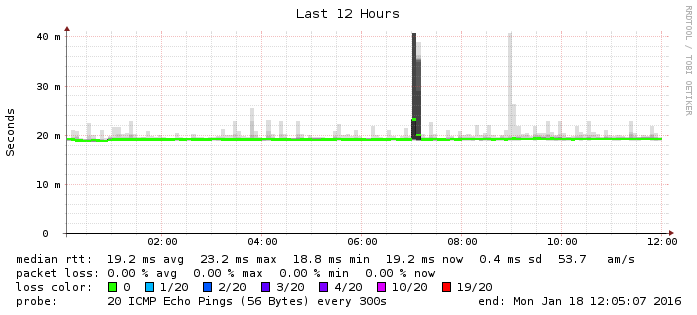 Last 12 Hours
RRDTOOL / TOBI OETIKER
Seconds
40 m
30 m
20 m
10 m
0
02:00 04:00 06:00 08:00 10:00 12:00
median rtt: 19.2 ms avg 23.2 ms max 18.8 ms min 19.2 ms now 0.4 ms sd 53.7 am/s
packet loss: 0.00 % avg 0.00 % max 0.00 % min 0.00 % now
loss color: 0 1/20 2/20 3/20 4/20 10/20 19/20
probe: 20 ICMP Echo Pings (56 Bytes) every 300s end: Mon Jan 18 12:05:07 2016